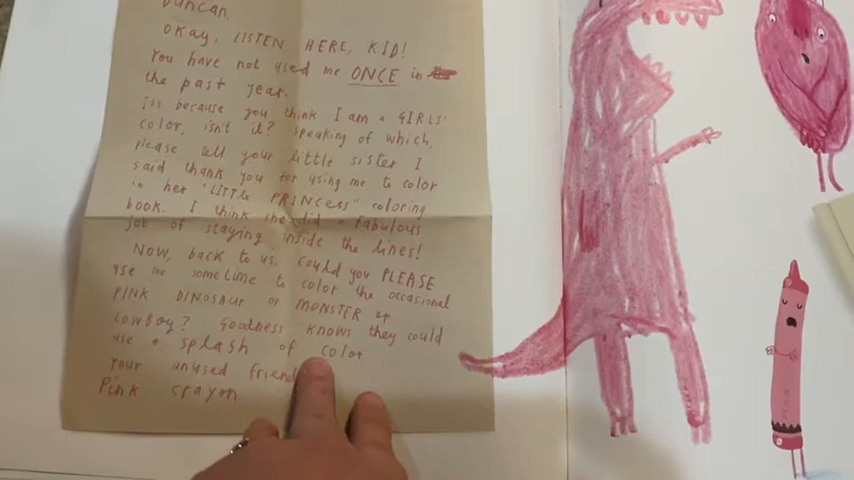 Duncan,
Okay, LISTEN HERE, KID!
You have not used me ONCE in
the past year.
Its because you think I am a GIRLS'
color, isn't it? Speaking of which,
please tell your little sister I
said thank you for using me to color
in her "LITTLE PRINCESS" coloring
book. I think she did a fabulous
job of staying inside the lines!
Now, back to us. Could you PLEASE
use me sometime to color the occasional
PINK DINOSAUR or MONSTER or
Cowboy? Goodness knows they could
use a splash of color
your unused friend
Pink crayon